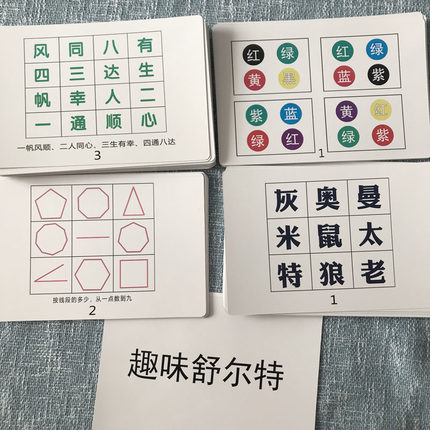 风 同 八 有
四 三 达 生
帆 幸 人 二
一 通 顺 心
一帆风顺、二人同心、三生有幸、四通八达
3
红 绿 红 绿
黄 黑 蓝 紫
紫 蓝 黄 红
绿 红 绿 紫
1
按线段的多少，从一点数到九
2
灰 奥 曼
米 鼠 太
特 狼 老
1
趣味舒尔特